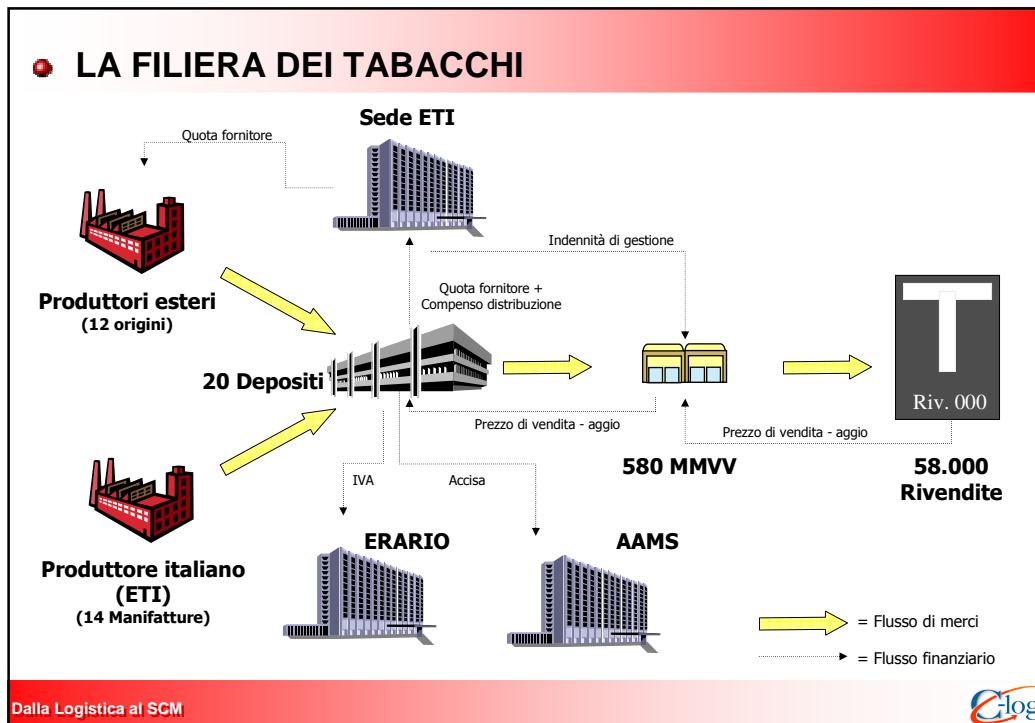 LA FILIERA DEI TABACCHI
Sede ETI
Quota fornitore
Indennità di gestione
Produttori esteri
(12 origini)
Quota fornitore +
Compenso distribuzione
20 Depositi
Riv. 000
Prezzo di vendita - aggio
Prezzo di vendita - aggio
580 MMVV
58.000
Rivendite
IVA
Accisa
ERARIO
AAMS
Produttore italiano
(ETI)
(14 Manifatture)
= Flusso di merci
= Flusso finanziario
Dalla Logistica al SCM
C-log